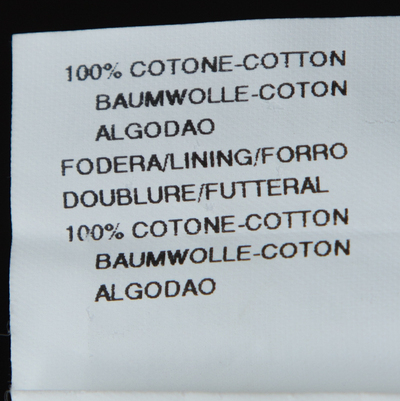 100% COTONE-COTTON
BAUMWOLLE-COTON
ALGODAO
FODERA/LINING/FORRO
DOUBLURE/FUTTERAL
100% COTONE-COTTON
BAUMWOLLE-COTON
ALGODAO